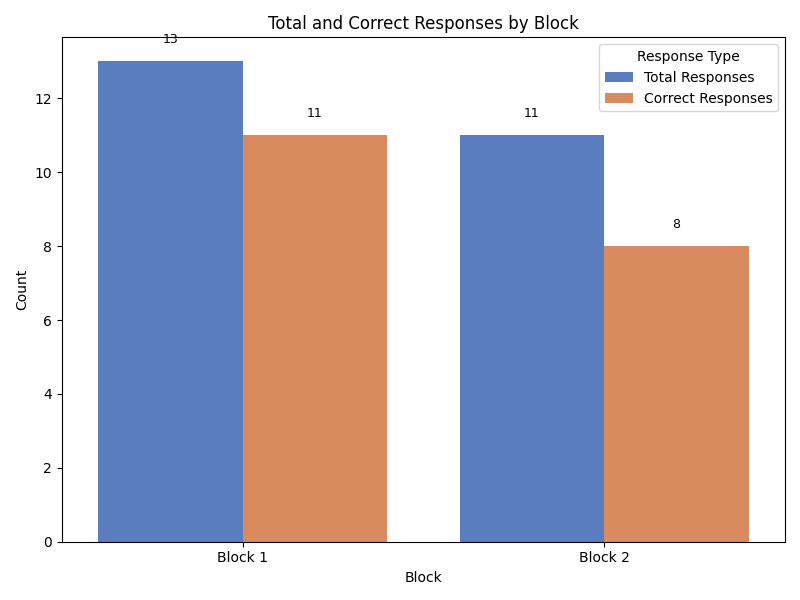 Total and Correct Responses by Block
13
11
11
8
Response Type
Total Responses
Correct Responses
12
10
8
6
4
2
0
Count
Block 1
Block 2
Block